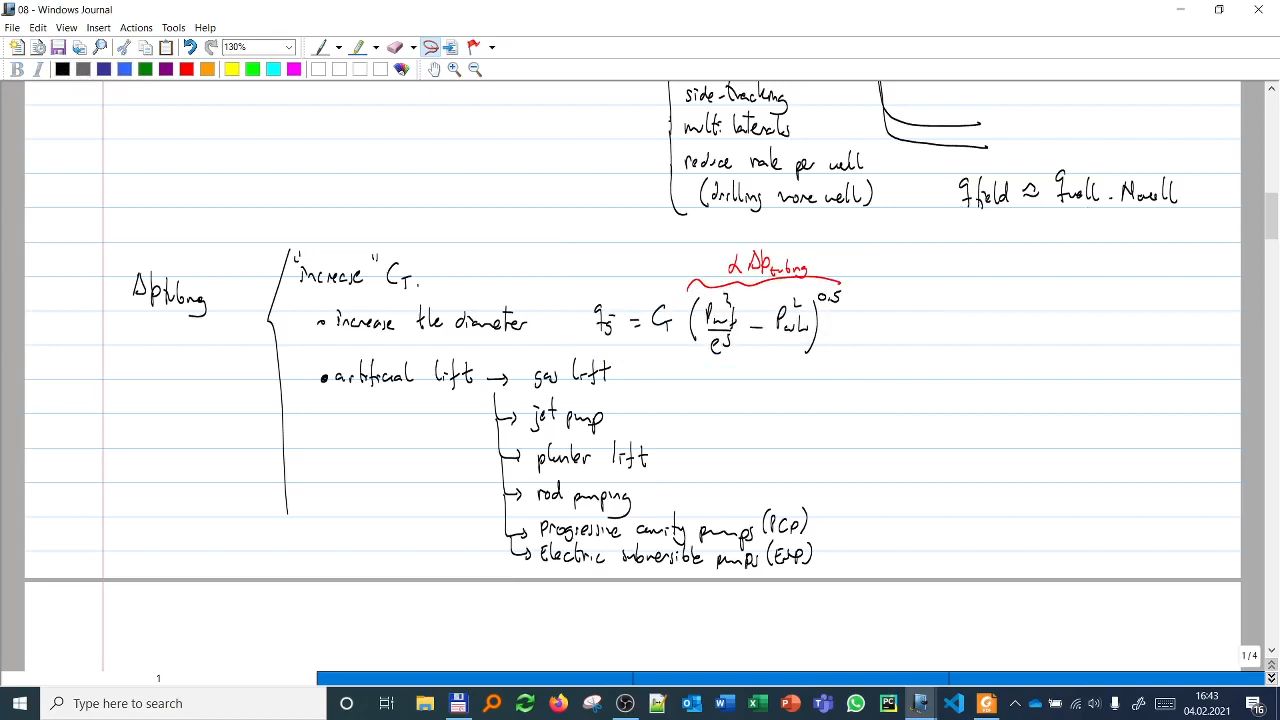 08 - Windows Journal
File Edit View Insert Actions Tools Help
130%
B I
side-tracking
multi laterals
reduce rate per well
(drilling more well)
qfield ≈ qwell . Nwell
Δptubing
"increase" CT.
α Δptubing
• increase the diameter
qg̅ = CT (Pwf²/e^S − Pwh²)^0.5
• artificial lift → gas lift
→ jet pump
→ plunger lift
→ rod pumping
→ Progressive cavity pumps (PCP)
→ Electric submersible pumps (ESP)
1/4
1
Type here to search
16:43
04.02.2021
16